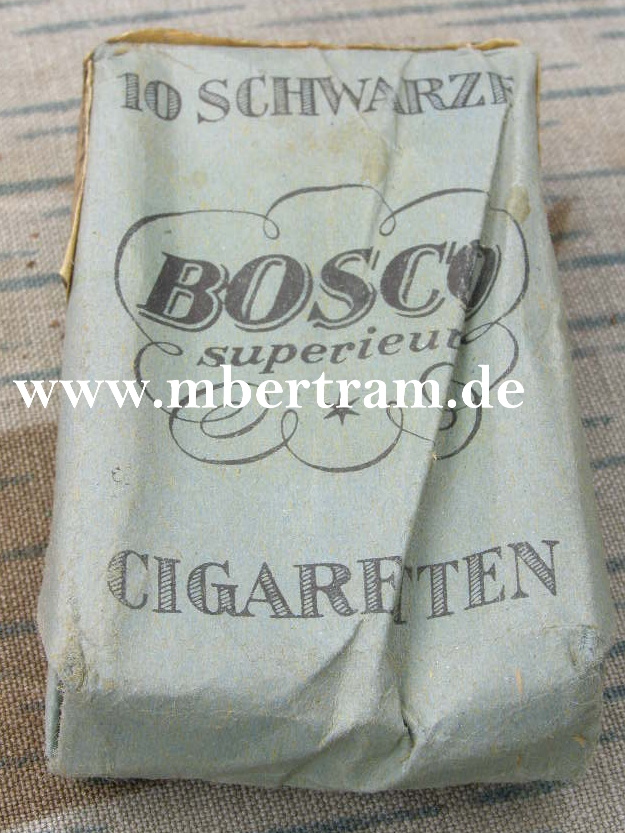 10 SCHWARZE
BOSCO
superieur
www.mbertram.de
CIGARETTEN